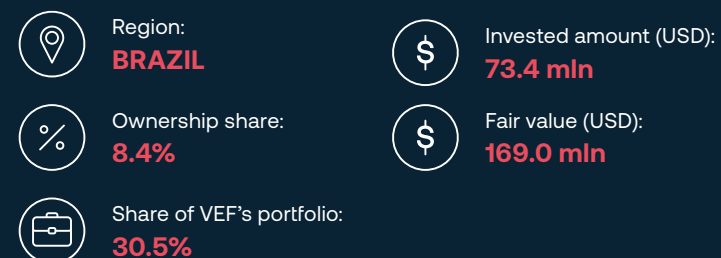 Region:
BRAZIL
Invested amount (USD):
73.4 mln
Ownership share:
8.4%
Fair value (USD):
169.0 mln
Share of VEF’s portfolio:
30.5%